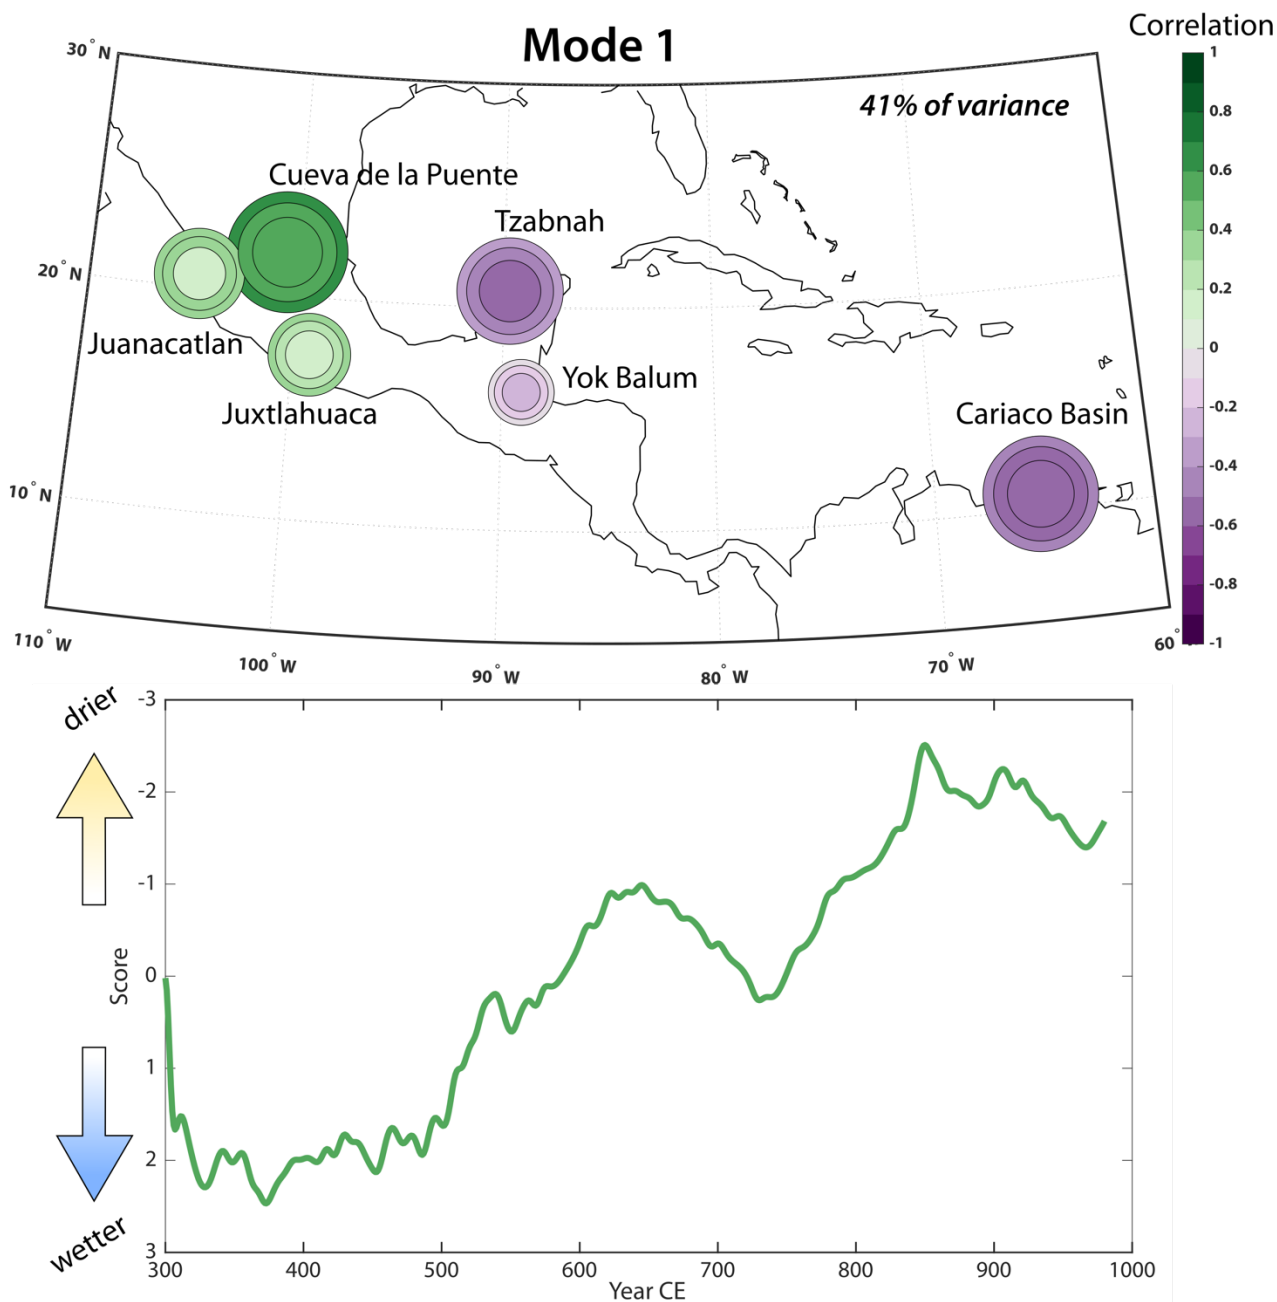 Correlation
Mode 1
41% of variance
30° N
20° N
10° N
110° W
100° W
90° W
80° W
70° W
60°
Cueva de la Puente
Tzabnah
Juanacatlan
Yok Balum
Juxtlahuaca
Cariaco Basin
1
0.8
0.6
0.4
0.2
0
-0.2
-0.4
-0.6
-0.8
-1
drier
wetter
Score
-3
-2
-1
0
1
2
3
300
400
500
600
700
800
900
1000
Year CE